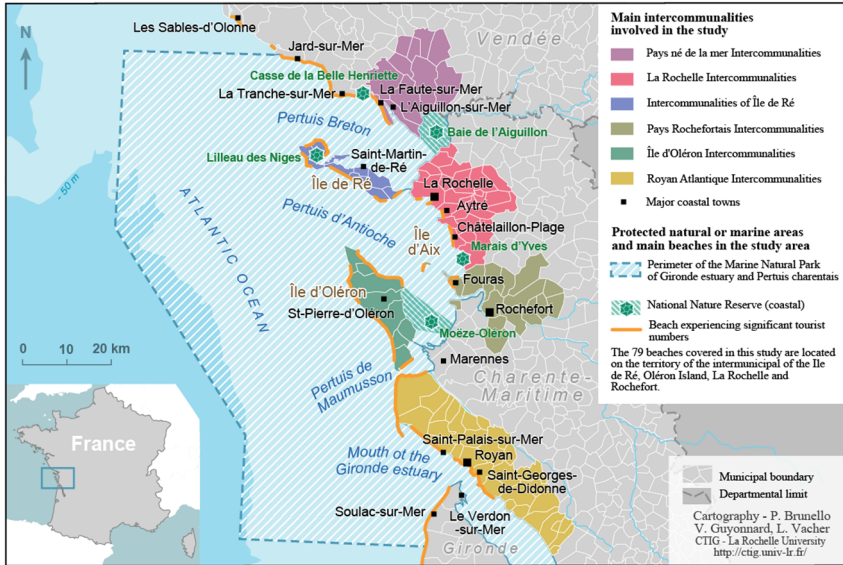 Les Sables-d'Olonne
N
Vendée
Jard-sur-Mer
Casse de la Belle Henriette
La Faute-sur-Mer
La Tranche-sur-Mer
L'Aiguillon-sur-Mer
Pertuis Breton
Baie de l'Aiguillon
Lilleau des Niges
Saint-Martin-
de-Ré
- 50 m
Île de Ré
La Rochelle
Aytré
Pertuis d'Antioche
Châtelaillon-Plage
Île
d'Aix
Marais d'Yves
ATLANTIC OCEAN
Fouras
Île d'Oléron
St-Pierre-d'Oléron
Rochefort
Moëze-Oléron
0 10 20 km
Marennes
Pertuis de
Maumusson
Charente-
Maritime
France
Saint-Palais-sur-Mer
Mouth ot the
Gironde estuary
Royan
Saint-Georges-
de-Didonne
Soulac-sur-Mer
Le Verdon
-sur-Mer
Gironde
Main intercommunalities
involved in the study
Pays né de la mer Intercommunalities
La Rochelle Intercommunalities
Intercommunalities of Île de Ré
Pays Rochefortais Intercommunalities
Île d'Oléron Intercommunalities
Royan Atlantique Intercommunalities
Major coastal towns
Protected natural or marine areas
and main beaches in the study area
Perimeter of the Marine Natural Park
of Gironde estuary and Pertuis charentais
National Nature Reserve (coastal)
Beach experiencing significant tourist
numbers
The 79 beaches covered in this study are located
on the territory of the intermunicipal of the Ile
de Ré, Oléron Island, La Rochelle and
Rochefort.
Municipal boundary
Departmental limit
Cartography - P. Brunello
V. Guyonnard, L. Vacher
CTIG - La Rochelle University
http://ctig.univ-lr.fr/